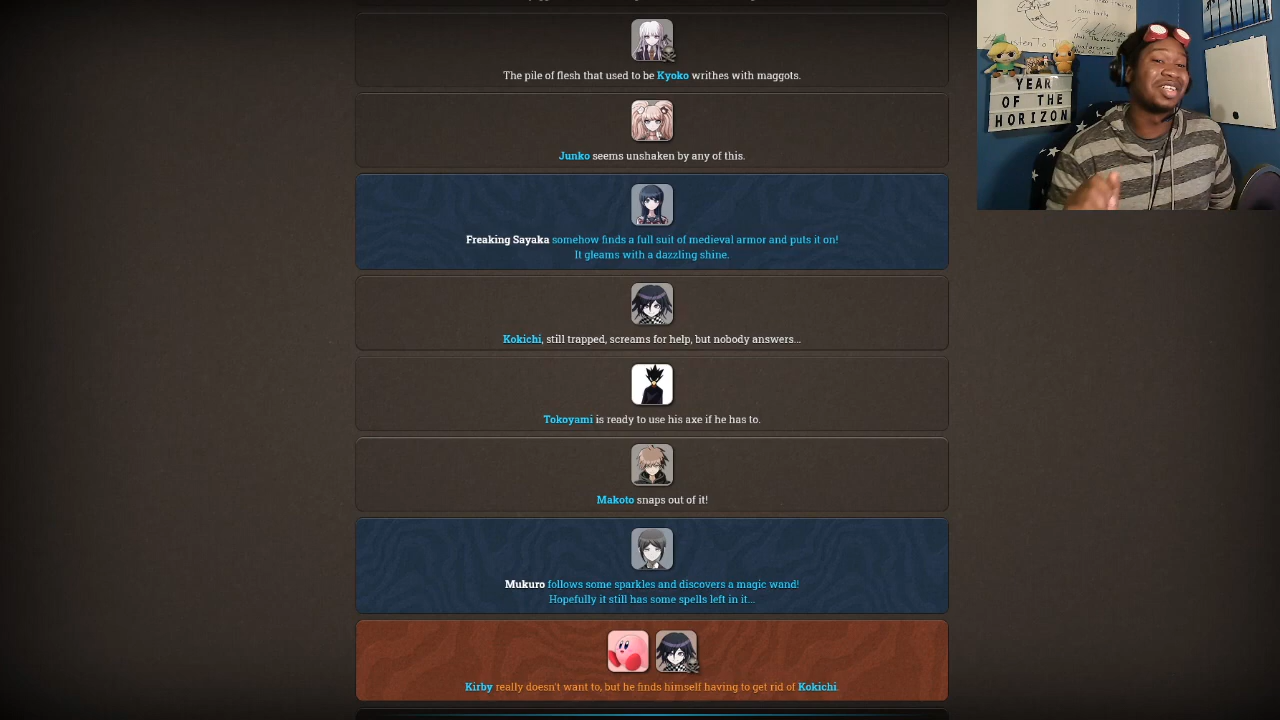 The pile of flesh that used to be Kyoko writhes with maggots.
Junko seems unshaken by any of this.
Freaking Sayaka somehow finds a full suit of medieval armor and puts it on!
It gleams with a dazzling shine.
Kokichi, still trapped, screams for help, but nobody answers...
Tokoyami is ready to use his axe if he has to.
Makoto snaps out of it!
Mukuro follows some sparkles and discovers a magic wand!
Hopefully it still has some spells left in it...
Kirby really doesn't want to, but he finds himself having to get rid of Kokichi.
YEAR
OF THE
HORIZON